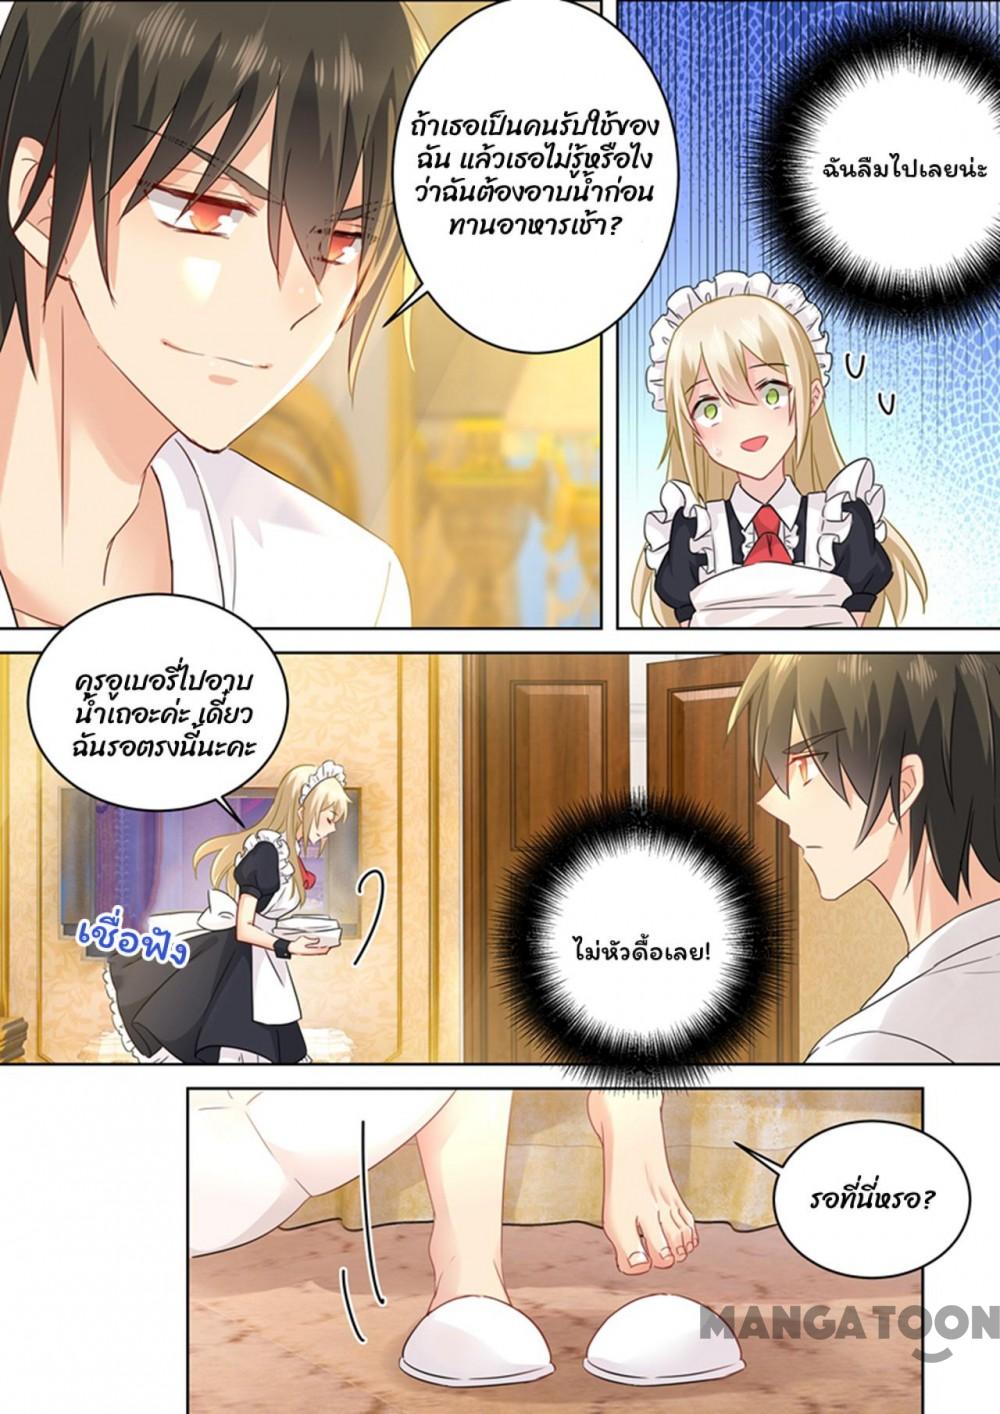 ถ้าเธอเป็นคนรับใช้ของ
ฉัน แล้วเธอไม่รู้หรือไง
ว่าฉันต้องอาบน้ำก่อน
ทานอาหารเช้า?
ฉันลืมไปเลยน่ะ
ครอูเบอรี่ไปอาบ
น้ำเถอะค่ะ เดี๋ยว
ฉันรอตรงนี้นะคะ
เชื่อฟัง
ไม่หัวดื้อเลย!
รอที่นี่หรอ?
MANGATOON